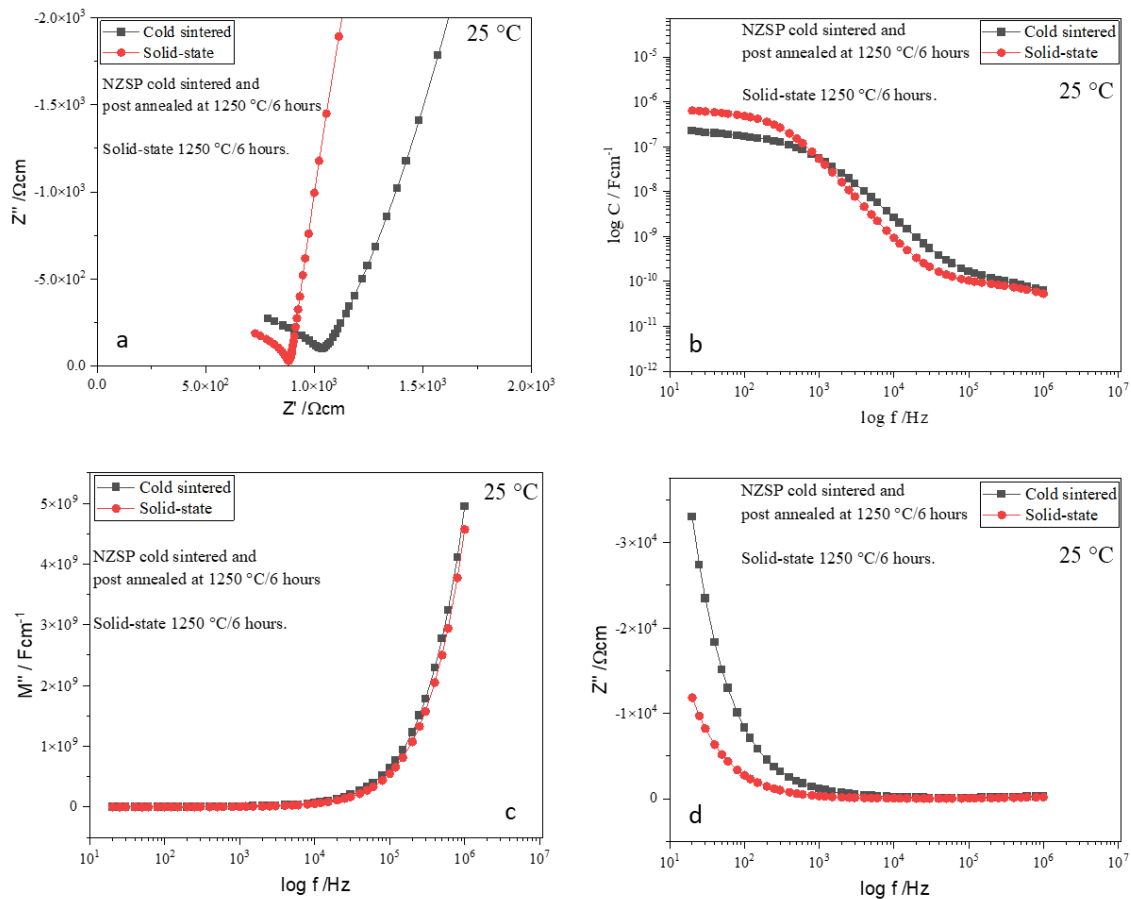 -2.0×10³
-1.5×10³
-1.0×10³
-5.0×10²
0.0
Z'' /Ωcm
Cold sintered
Solid-state
25 °C
NZSP cold sintered and
post annealed at 1250 °C/6 hours
Solid-state 1250 °C/6 hours.
a
0.0
5.0×10²
1.0×10³
1.5×10³
2.0×10³
Z' /Ωcm
10⁻⁵
10⁻⁶
10⁻⁷
10⁻⁸
10⁻⁹
10⁻¹⁰
10⁻¹¹
10⁻¹²
log C / Fcm⁻¹
NZSP cold sintered and
post annealed at 1250 °C/6 hours
Solid-state 1250 °C/6 hours.
Cold sintered
Solid-state
25 °C
b
10¹
10²
10³
10⁴
10⁵
10⁶
10⁷
log f /Hz
5×10⁹
4×10⁹
3×10⁹
2×10⁹
1×10⁹
0
M'' / Fcm⁻¹
Cold sintered
Solid-state
25 °C
NZSP cold sintered and
post annealed at 1250 °C/6 hours
Solid-state 1250 °C/6 hours.
c
10¹
10²
10³
10⁴
10⁵
10⁶
10⁷
log f /Hz
-3×10⁴
-2×10⁴
-1×10⁴
0
Z'' /Ωcm
NZSP cold sintered and
post annealed at 1250 °C/6 hours
Solid-state 1250 °C/6 hours.
Cold sintered
Solid-state
25 °C
d
10¹
10²
10³
10⁴
10⁵
10⁶
10⁷
log f /Hz